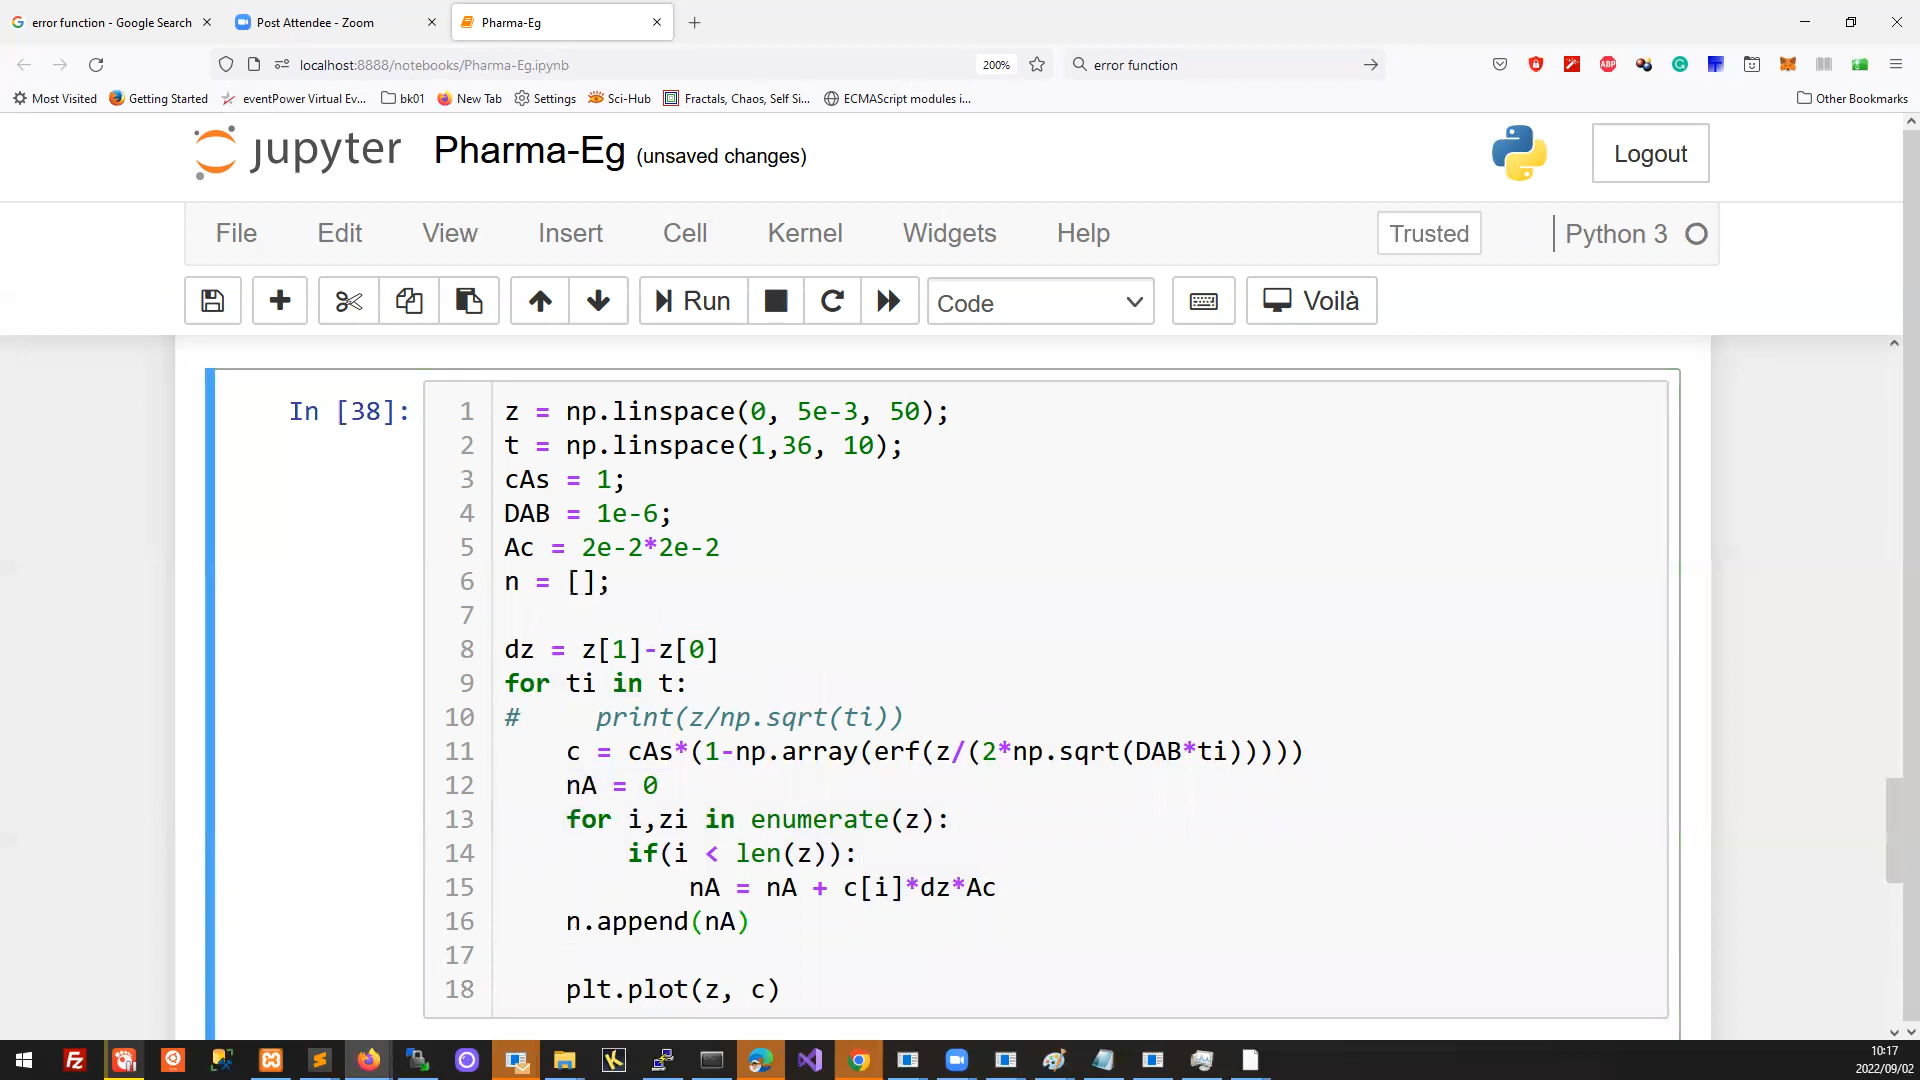 error function - Google Search
Post Attendee - Zoom
Pharma-Eg
localhost:8888/notebooks/Pharma-Eg.ipynb
200%
error function
ABP
Most Visited
Getting Started
eventPower Virtual Ev...
bk01
New Tab
Settings
Sci-Hub
Fractals, Chaos, Self Si...
ECMAScript modules i...
Other Bookmarks
jupyter Pharma-Eg (unsaved changes)
Logout
File Edit View Insert Cell Kernel Widgets Help
Trusted
Python 3
Run
Code
Voilà
In [38]:
1 z = np.linspace(0, 5e-3, 50);
2 t = np.linspace(1,36, 10);
3 cAs = 1;
4 DAB = 1e-6;
5 Ac = 2e-2*2e-2
6 n = [];
7
8 dz = z[1]-z[0]
9 for ti in t:
10 #     print(z/np.sqrt(ti))
11     c = cAs*(1-np.array(erf(z/(2*np.sqrt(DAB*ti)))))
12     nA = 0
13     for i,zi in enumerate(z):
14         if(i < len(z)):
15             nA = nA + c[i]*dz*Ac
16     n.append(nA)
17
18     plt.plot(z, c)
10:17
2022/09/02